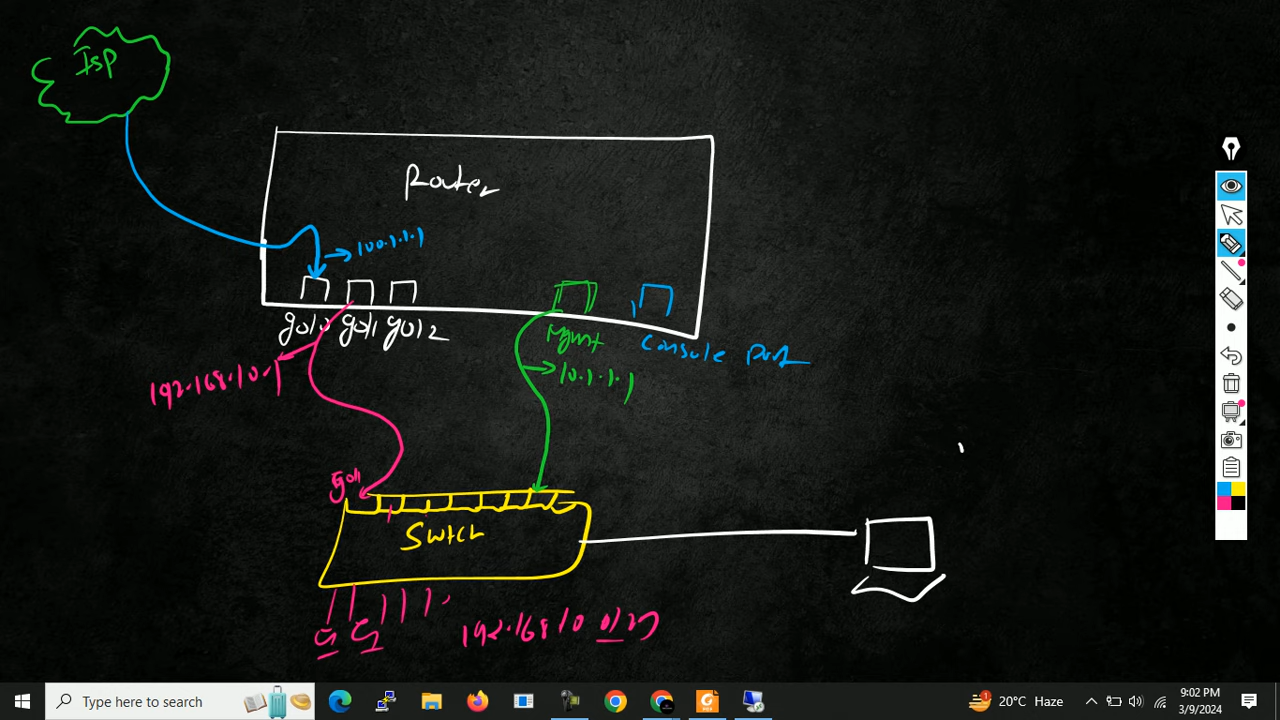 ISP
Router
100.1.1.1
g0/0 g0/1 g0/2
Mgmt
Console Port
192.168.10.1
10.1.1.1
g0/1
Switch
192.168.10
Type here to search
1
20°C Haze
9:02 PM
3/9/2024